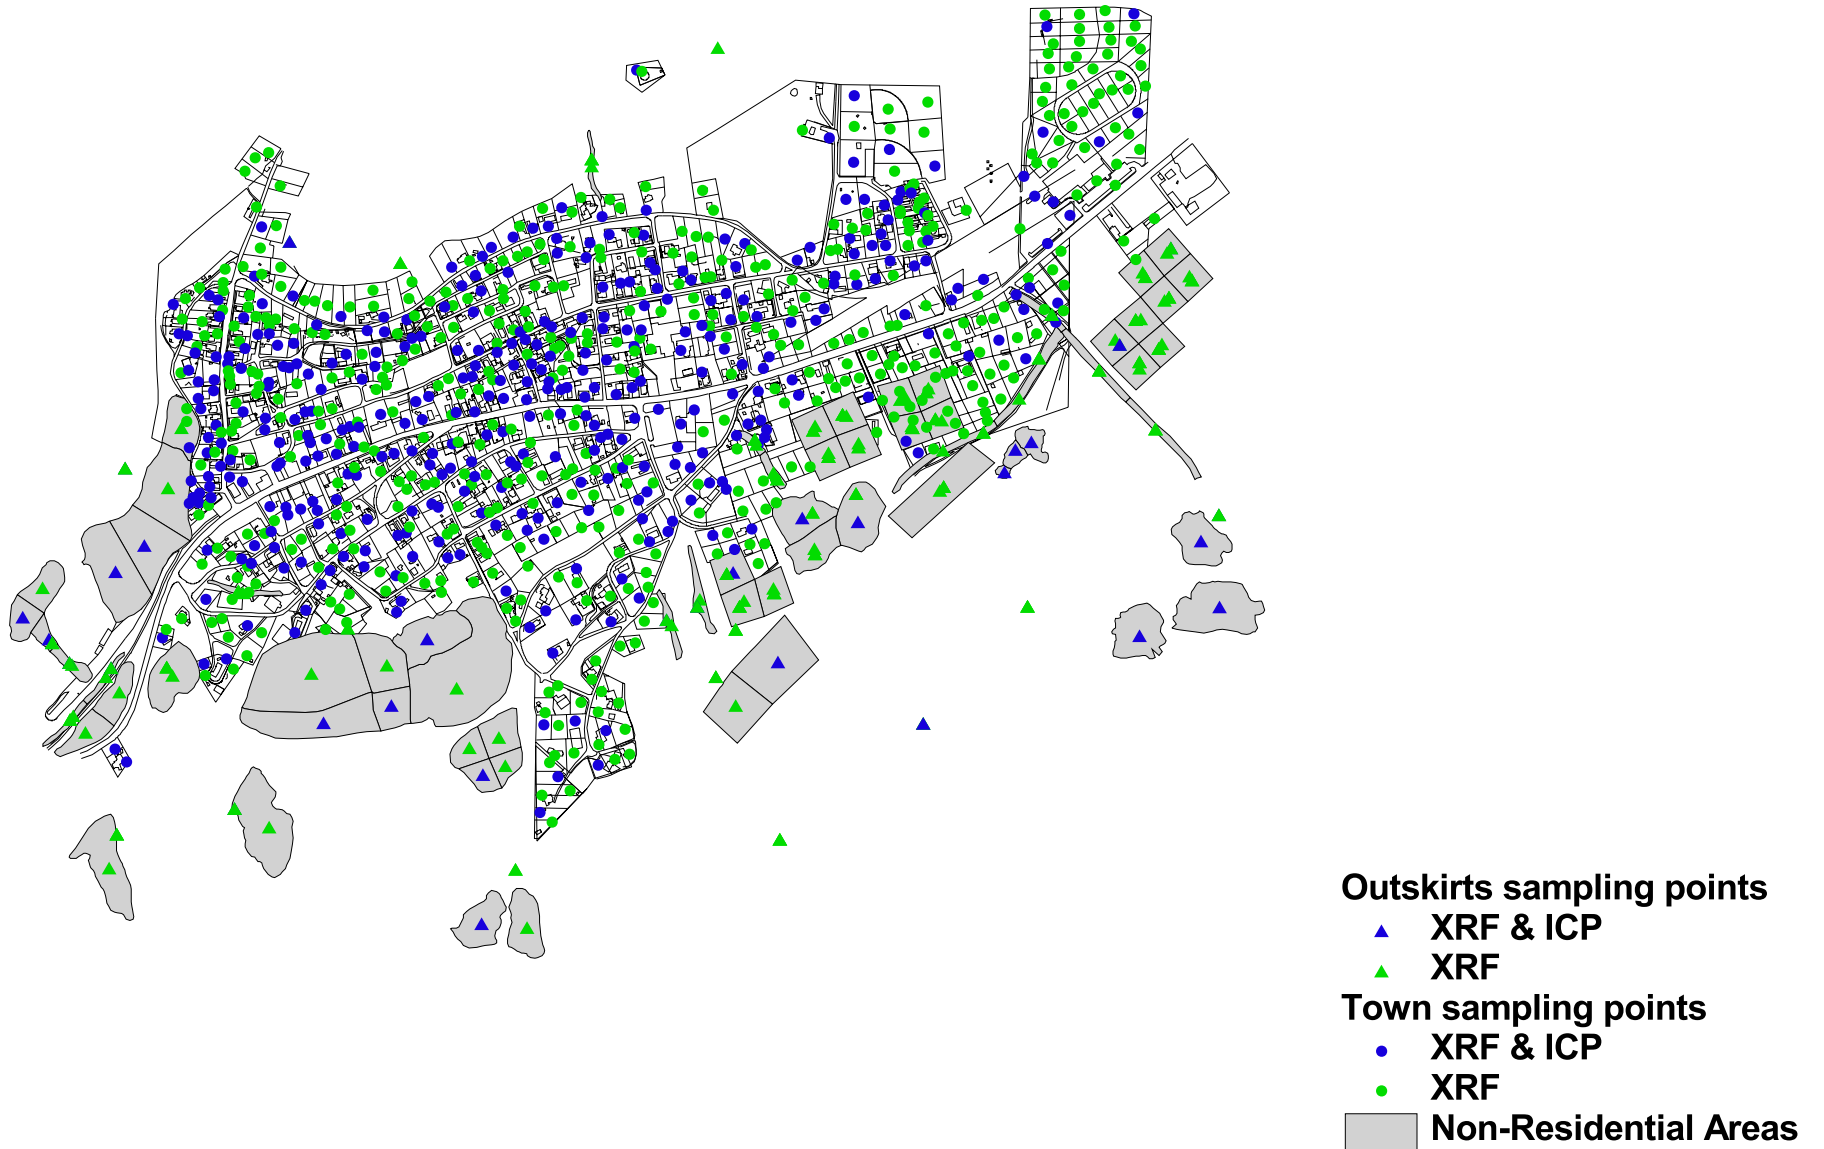 Outskirts sampling points
XRF & ICP
XRF
Town sampling points
XRF & ICP
XRF
Non-Residential Areas